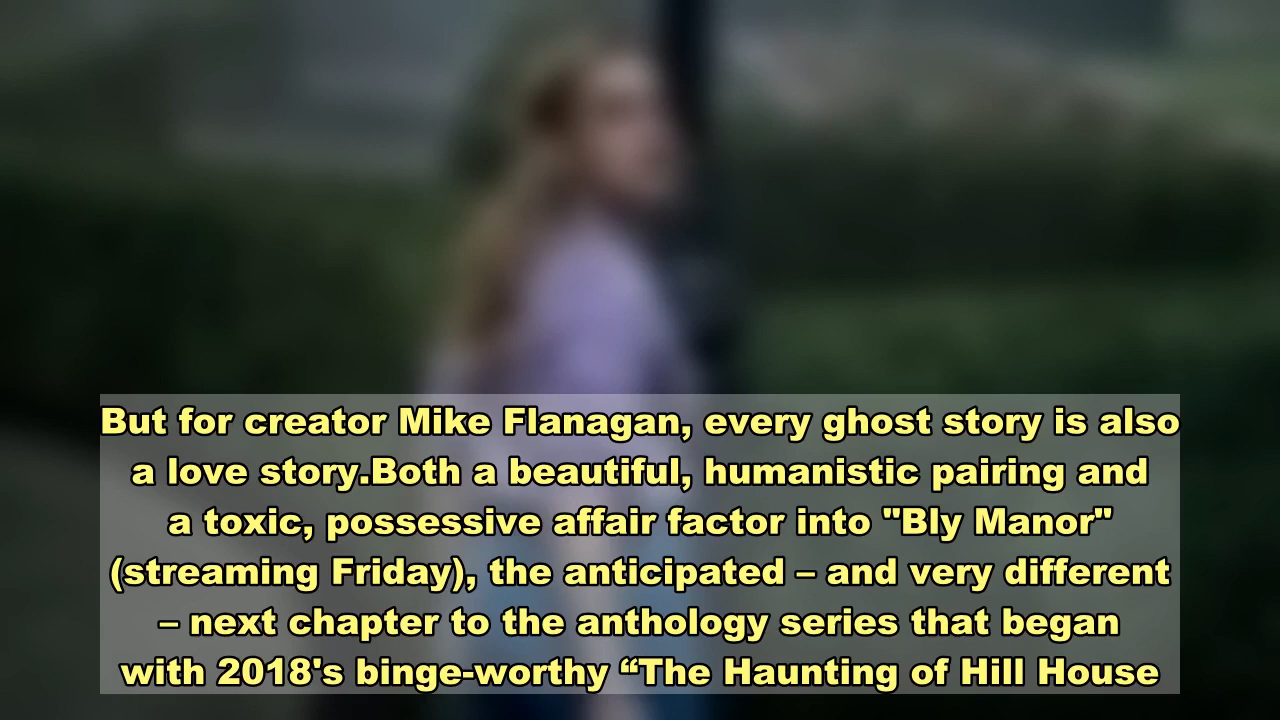 But for creator Mike Flanagan, every ghost story is also
a love story.Both a beautiful, humanistic pairing and
a toxic, possessive affair factor into "Bly Manor"
(streaming Friday), the anticipated – and very different
– next chapter to the anthology series that began
with 2018's binge-worthy “The Haunting of Hill House